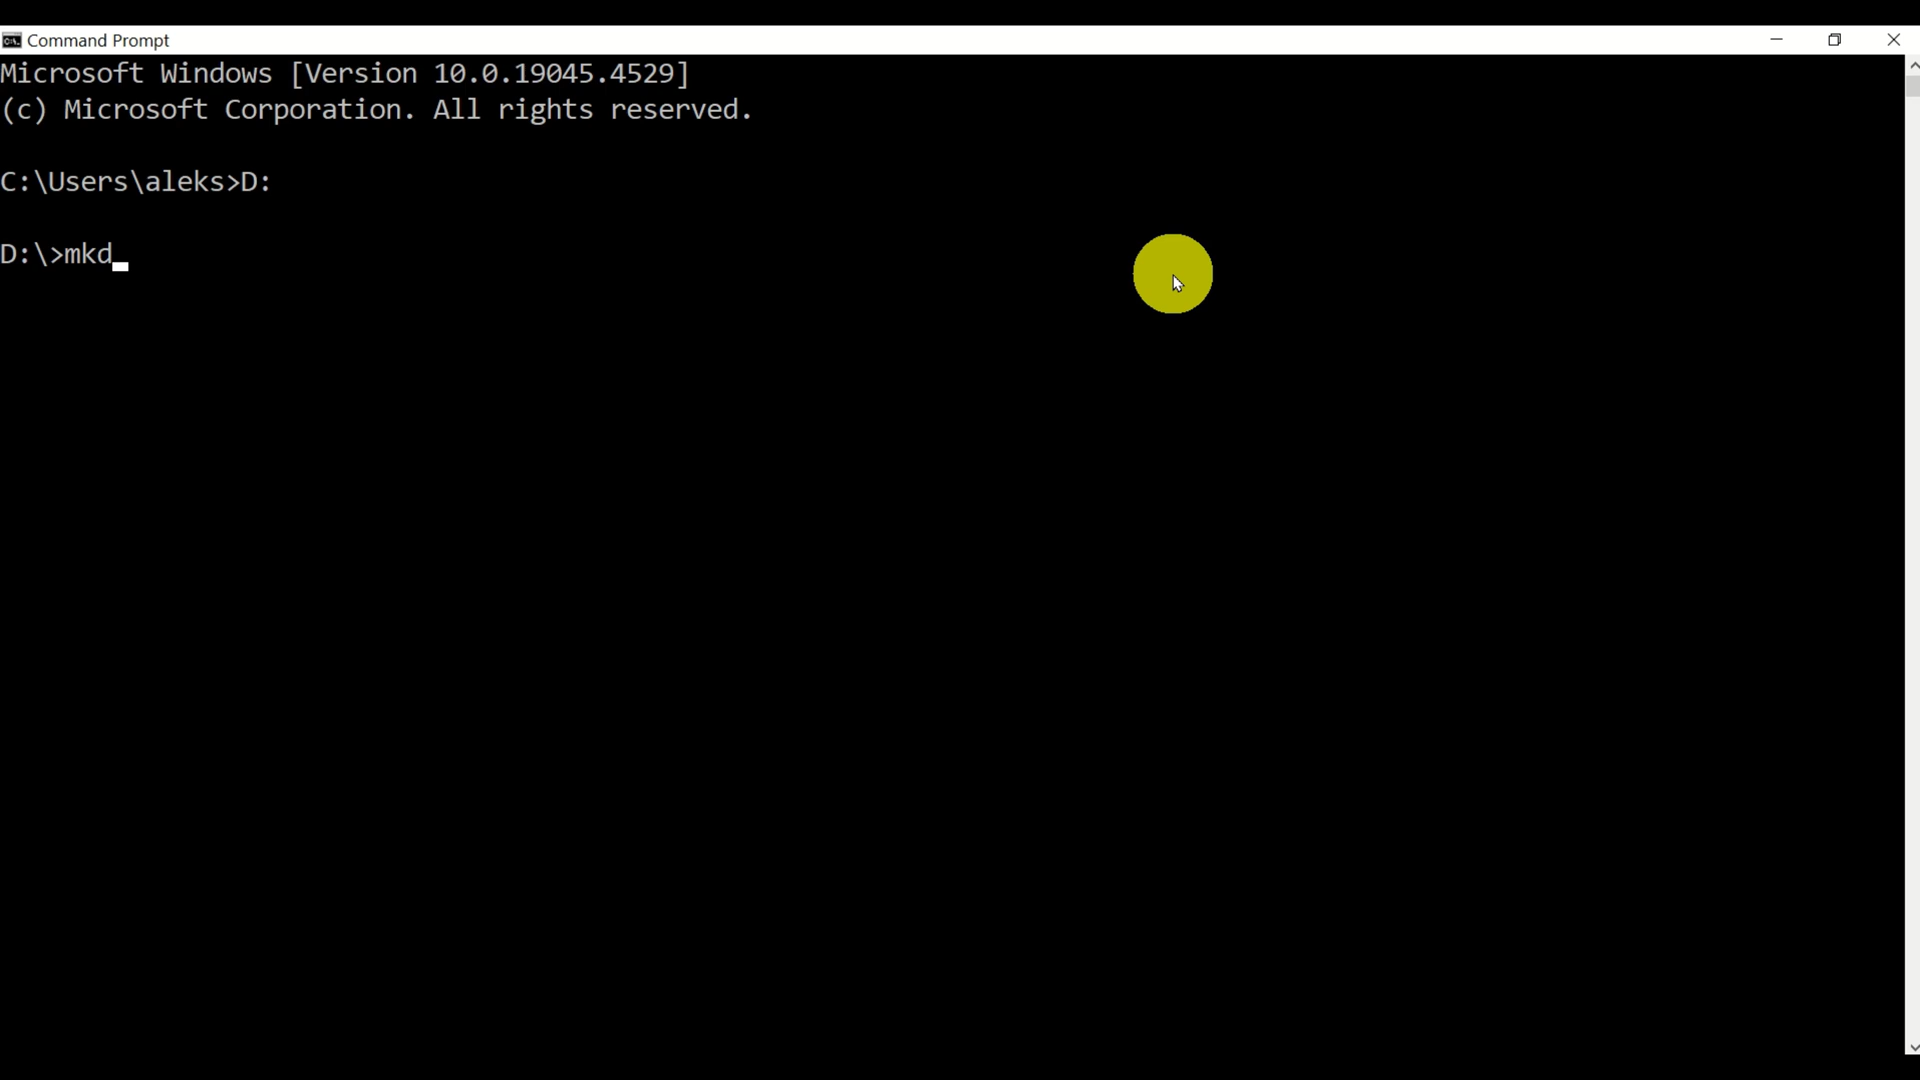 Command Prompt
Microsoft Windows [Version 10.0.19045.4529]
(c) Microsoft Corporation. All rights reserved.
C:\Users\aleks>D:
D:\>mkd